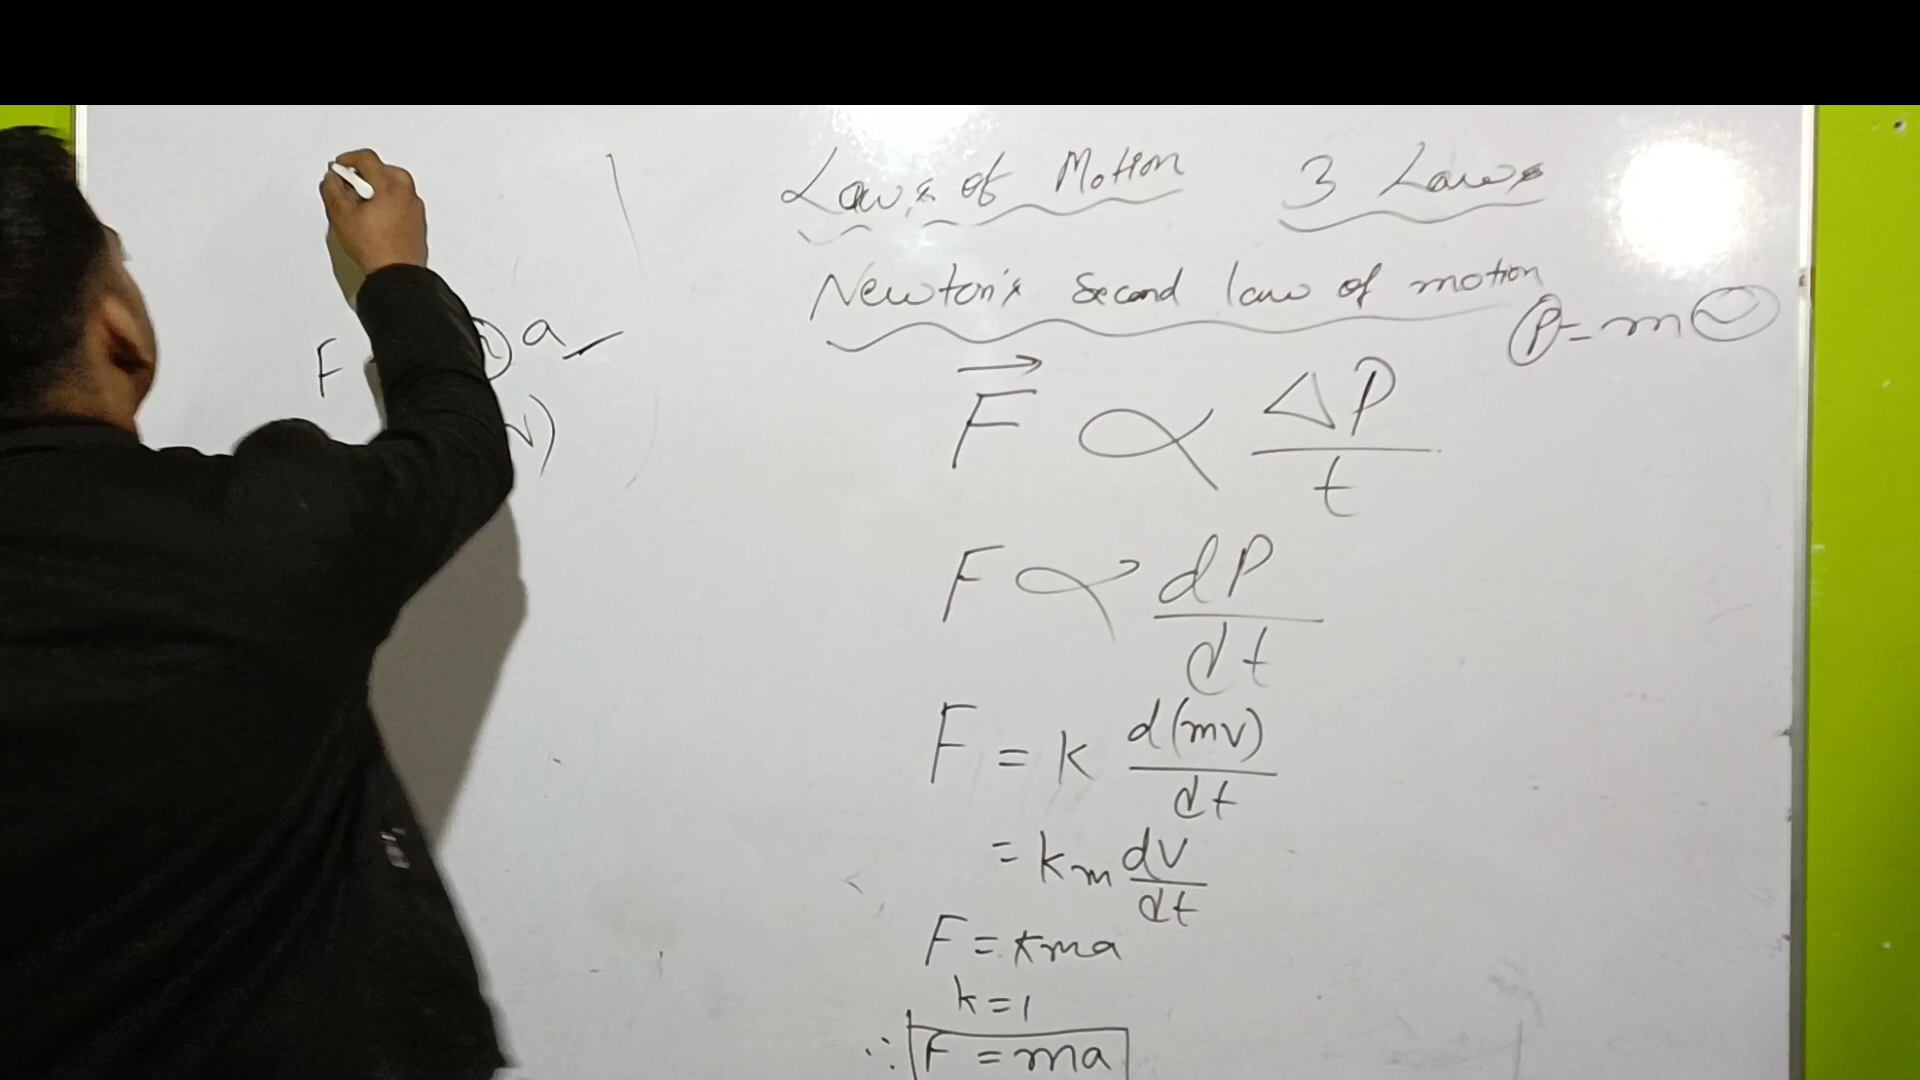 Laws of Motion 3 Laws
Newton's Second law of motion
P = mv
F ∝ ΔP/t
F ∝ dP/dt
F = k d(mv)/dt
= km dv/dt
F = kma
k = 1
∴ F = ma
F
a
v)